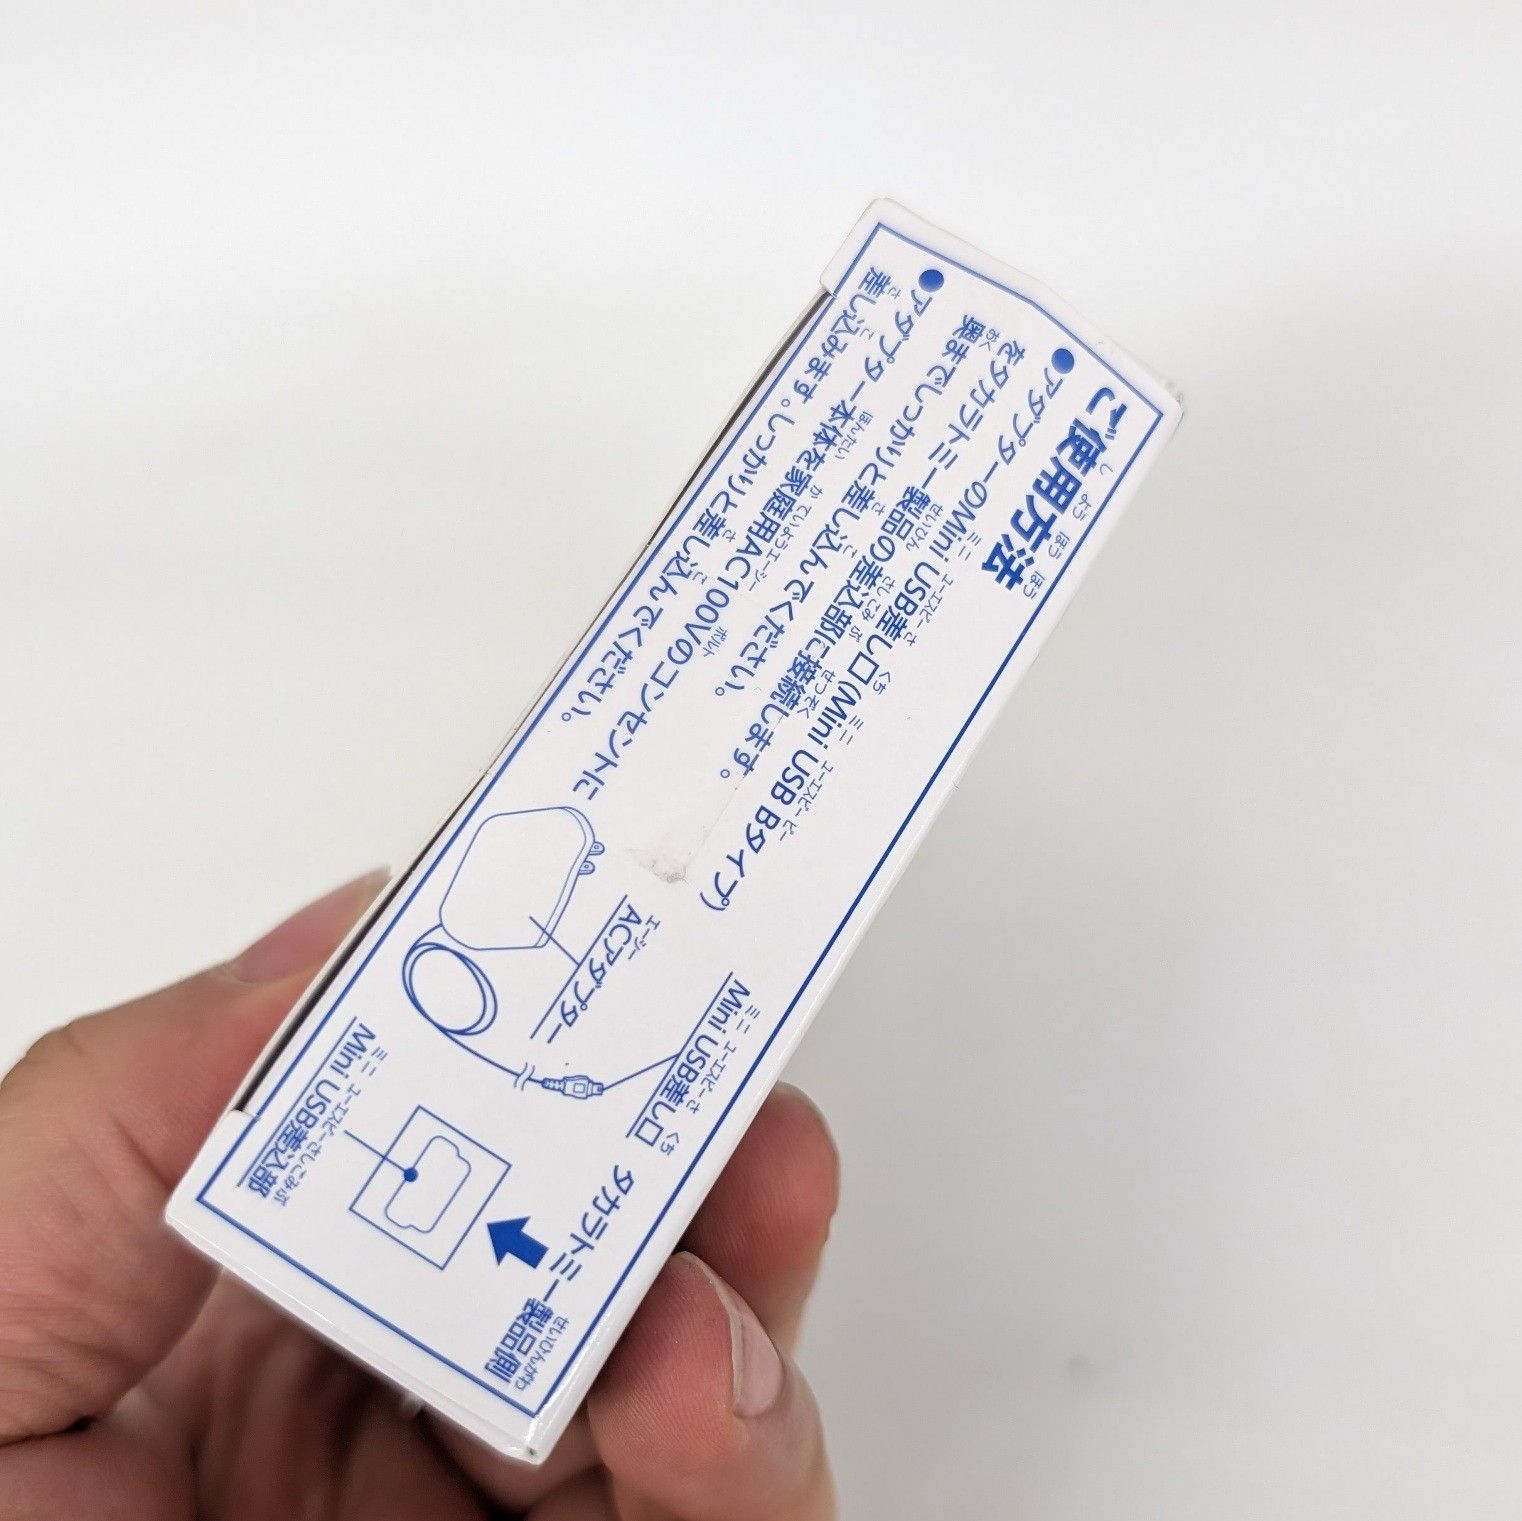 ご使用方法
●アダプターのMini USB差し口(Mini USB Bタイプ)
をタカラトミー製品の差込部に接続します。
奥までしっかりと差し込んでください。
●アダプター本体を家庭用AC100Vのコンセントに
差し込みます。しっかりと差し込んでください。
ACアダプター
Mini USB差し口
タカラトミー製品側
Mini USB差込部